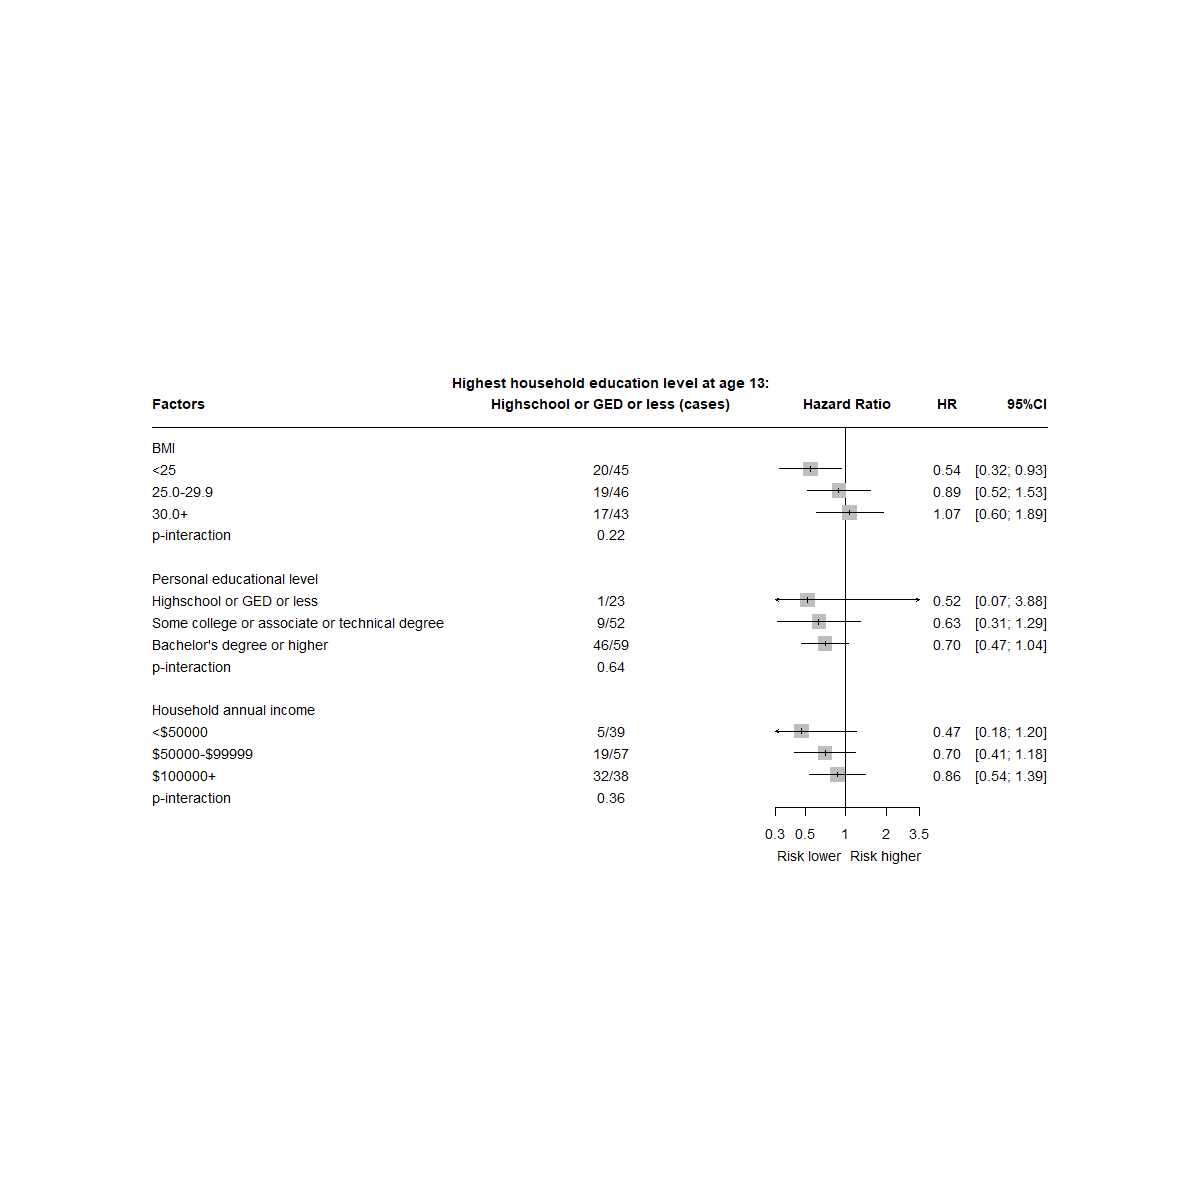 Highest household education level at age 13:
Factors Highschool or GED or less (cases) Hazard Ratio HR 95%CI
BMI
<25 20/45 0.54 [0.32; 0.93]
25.0-29.9 19/46 0.89 [0.52; 1.53]
30.0+ 17/43 1.07 [0.60; 1.89]
p-interaction 0.22
Personal educational level
Highschool or GED or less 1/23 0.52 [0.07; 3.88]
Some college or associate or technical degree 9/52 0.63 [0.31; 1.29]
Bachelor's degree or higher 46/59 0.70 [0.47; 1.04]
p-interaction 0.64
Household annual income
<$50000 5/39 0.47 [0.18; 1.20]
$50000-$99999 19/57 0.70 [0.41; 1.18]
$100000+ 32/38 0.86 [0.54; 1.39]
p-interaction 0.36
0.3 0.5 1 2 3.5
Risk lower Risk higher